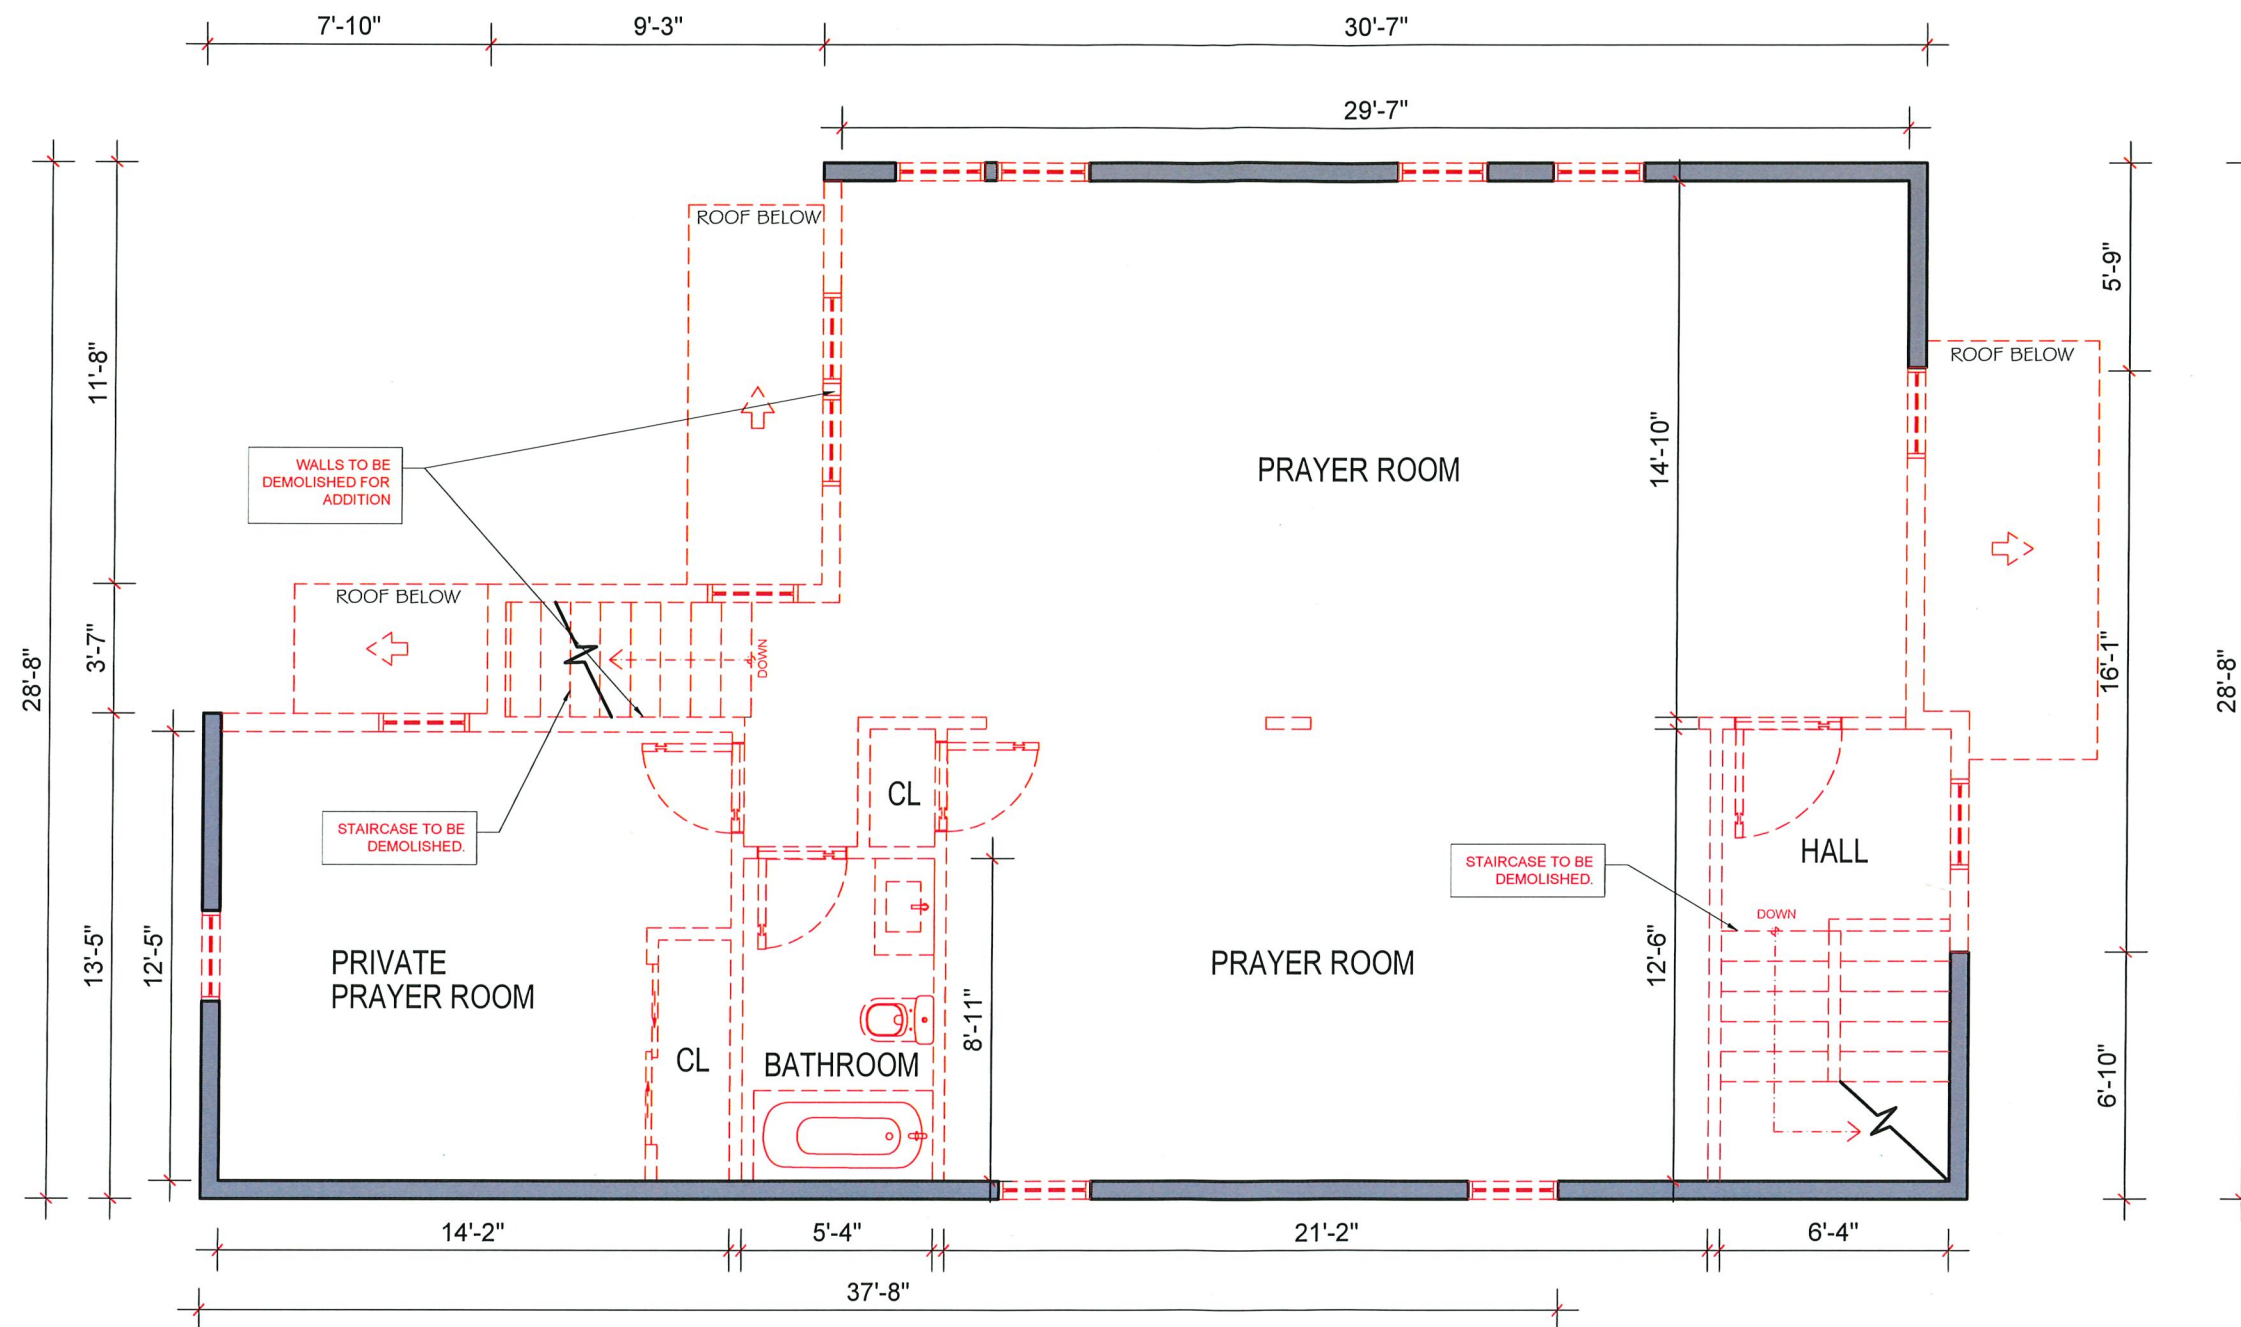 7'-10"
9'-3"
30'-7"
29'-7"
ROOF BELOW
5'-9"
ROOF BELOW
11'-8"
14'-10"
WALLS TO BE
DEMOLISHED FOR
ADDITION
PRAYER ROOM
ROOF BELOW
3'-7"
28'-8"
DOWN
16'-1"
28'-8"
CL
STAIRCASE TO BE
DEMOLISHED.
HALL
STAIRCASE TO BE
DEMOLISHED.
DOWN
13'-5"
12'-5"
PRIVATE
PRAYER ROOM
PRAYER ROOM
12'-6"
8'-11"
CL
BATHROOM
6'-10"
14'-2"
5'-4"
21'-2"
6'-4"
37'-8"